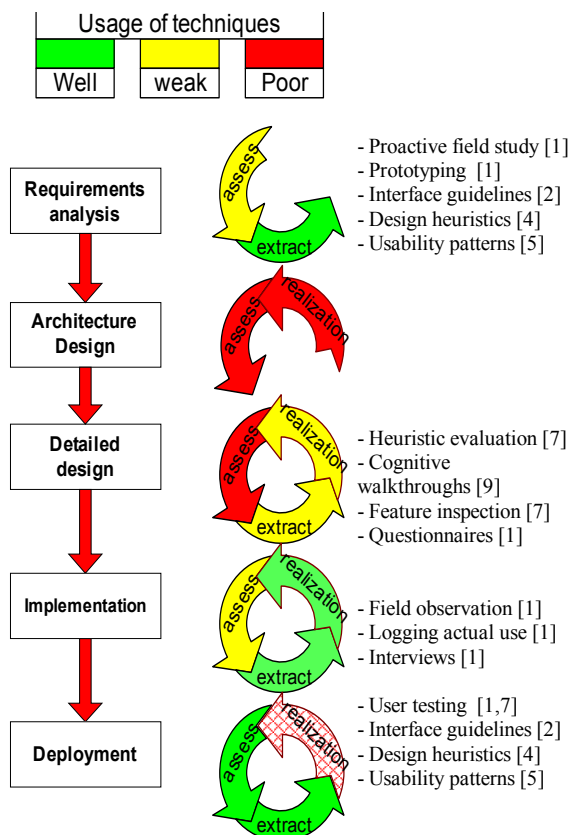 Usage of techniques
Well weak Poor
Requirements
analysis
assess
extract
- Proactive field study [1]
- Prototyping [1]
- Interface guidelines [2]
- Design heuristics [4]
- Usability patterns [5]
Architecture
Design
assess
realization
Detailed
design
assess
realization
extract
- Heuristic evaluation [7]
- Cognitive
walkthroughs [9]
- Feature inspection [7]
- Questionnaires [1]
Implementation
assess
realization
extract
- Field observation [1]
- Logging actual use [1]
- Interviews [1]
Deployment
assess
realization
extract
- User testing [1,7]
- Interface guidelines [2]
- Design heuristics [4]
- Usability patterns [5]